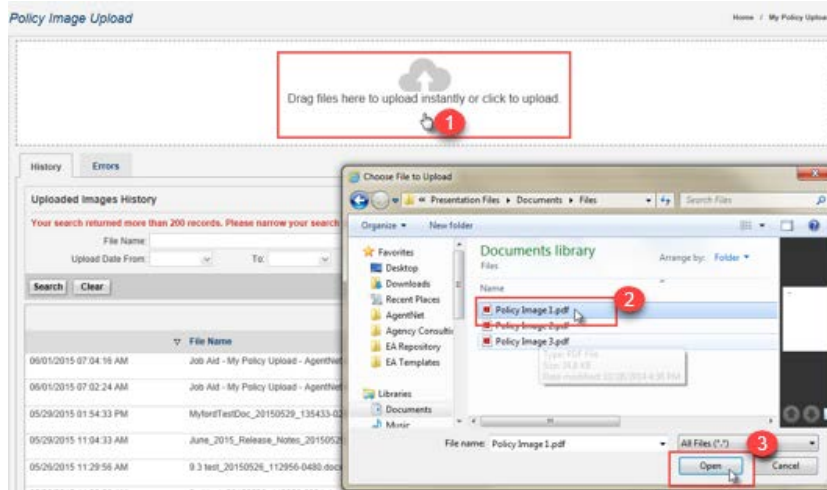 Policy Image Upload
Home / My Policy Upload
Drag files here to upload instantly or click to upload.
1
History Errors
Uploaded Images History
Your search returned more than 200 records. Please narrow your search
File Name:
Upload Date From: To:
Search Clear
File Name
06/01/2015 07:04:16 AM Job Aid - My Policy Upload - AgentNet
06/01/2015 07:02:24 AM Job Aid - My Policy Upload - AgentNet
05/29/2015 01:54:33 PM MyfordTestDoc_20150529_135433-02
05/29/2015 11:04:33 AM June_2015_Release_Notes_2015052
05/26/2015 11:29:56 AM 9.3 test_20150526_112956-0480.doc
Choose File to Upload
« Presentation Files Documents Files Search Files
Organize New folder
Favorites
Desktop
Downloads
Recent Places
AgentNet
Agency Consultin
EA Repository
EA Templates
Libraries
Documents
Music
Documents library
Files
Arrange by: Folder
Name
2
Policy Image 1.pdf
Policy Image 2.pdf
Policy Image 3.pdf
Type: PDF File
File name: Policy Image 1.pdf All Files (*.*)
3
Open Cancel